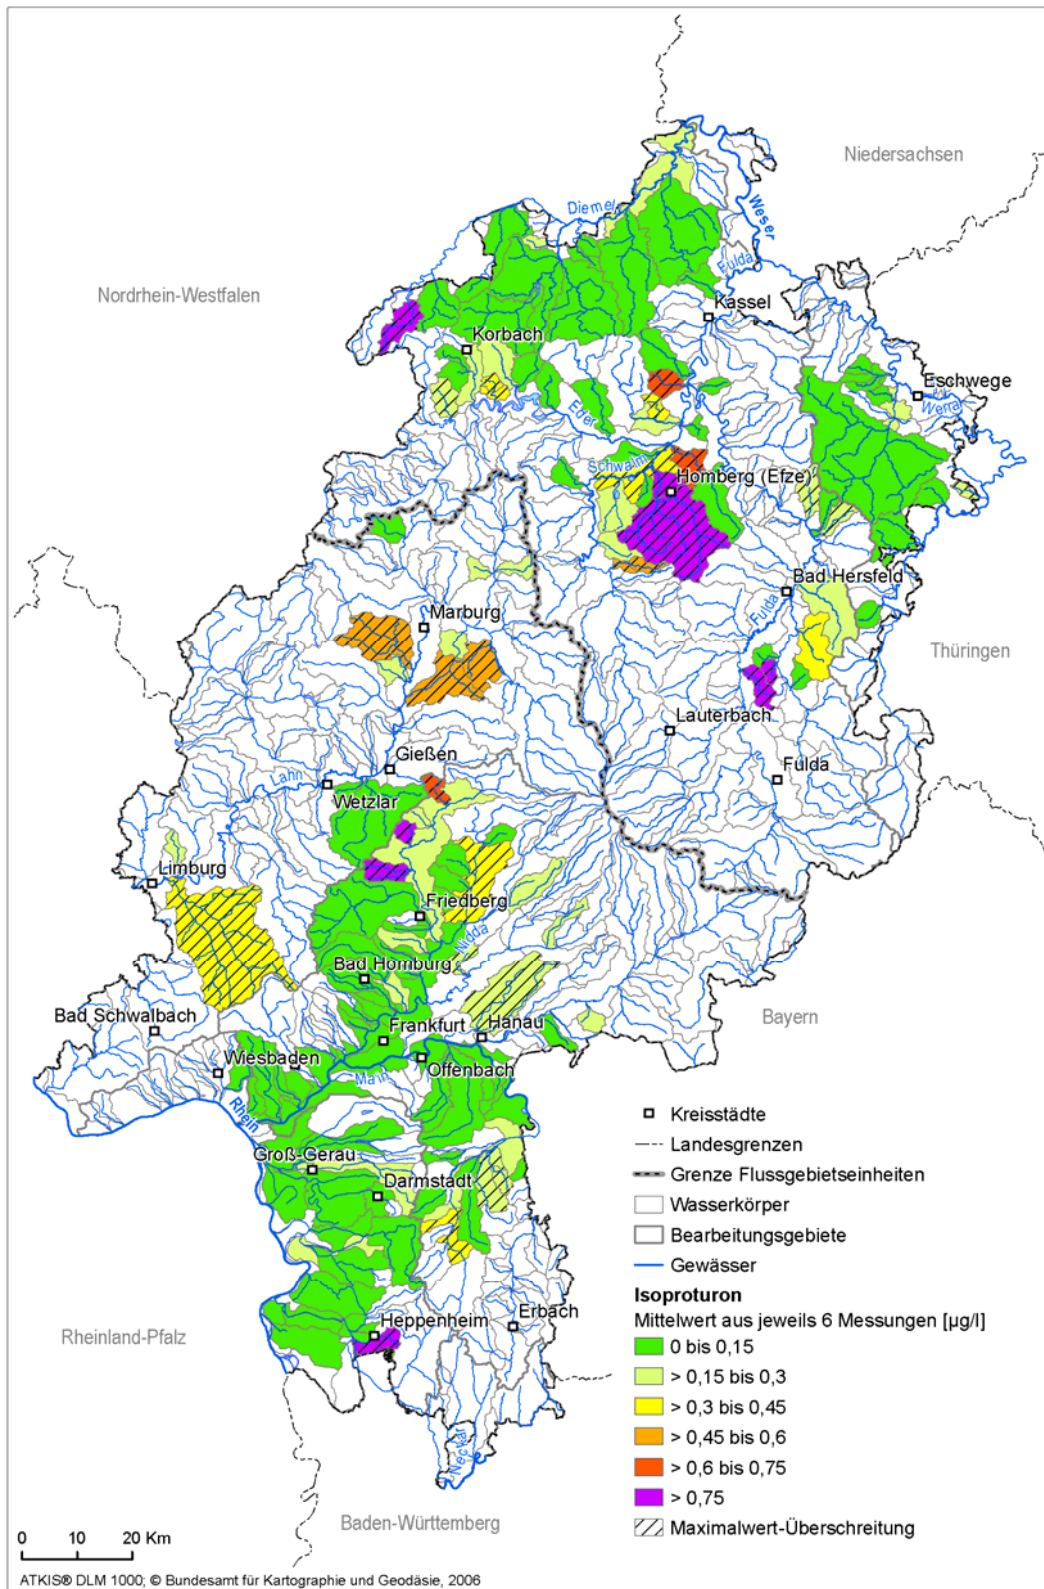 Niedersachsen
Diemel
Weser
Fulda
Nordrhein-Westfalen
Kassel
Korbach
Eschwege
Werra
Eder
Schwalm
Homberg (Efze)
Bad Hersfeld
Fulda
Marburg
Thüringen
Lauterbach
Gießen
Fulda
Lahn
Wetzlar
Limburg
Friedberg
Nidda
Bad Homburg
Bayern
Bad Schwalbach
Frankfurt
Hanau
Wiesbaden
Offenbach
Main
Rhein
Groß-Gerau
Darmstadt
Erbach
Heppenheim
Rheinland-Pfalz
Neckar
Baden-Württemberg
Kreisstädte
Landesgrenzen
Grenze Flussgebietseinheiten
Wasserkörper
Bearbeitungsgebiete
Gewässer
Isoproturon
Mittelwert aus jeweils 6 Messungen [µg/l]
0 bis 0,15
> 0,15 bis 0,3
> 0,3 bis 0,45
> 0,45 bis 0,6
> 0,6 bis 0,75
> 0,75
Maximalwert-Überschreitung
0 10 20 Km
ATKIS® DLM 1000; © Bundesamt für Kartographie und Geodäsie, 2006